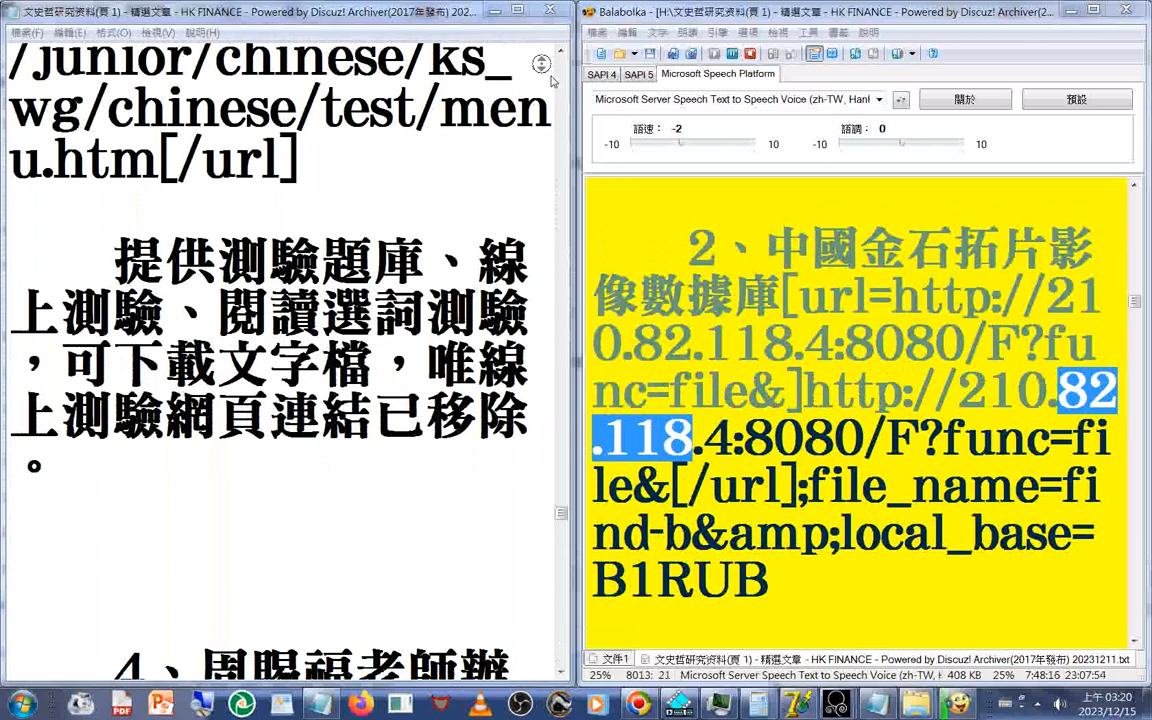 文史哲研究资料(頁 1) - 精選文章 - HK FINANCE - Powered by Discuz! Archiver(2017年發布) 202...
檔案(F) 編輯(E) 格式(O) 檢視(V) 說明(H)
/junior/chinese/ks_
wg/chinese/test/men
u.htm[/url]
提供測驗題庫、線
上測驗、閱讀選詞測驗
，可下載文字檔，唯線
上測驗網頁連結已移除
。
4、周賜福老師辦
Balabolka - [H:\文史哲研究资料(頁 1) - 精選文章 - HK FINANCE - Powered by Discuz! Archiver(2...
檔案 編輯 文字 朗讀 引擎 選項 工具 書籤 說明
SAPI 4 SAPI 5 Microsoft Speech Platform
Microsoft Server Speech Text to Speech Voice (zh-TW, Hanl
關於
預設
語速： -2
語調： 0
-10 10 -10 10
2、中國金石拓片影
像數據庫[url=http://21
0.82.118.4:8080/F?fu
nc=file&]http://210.82
.118.4:8080/F?func=fi
le&[/url];file_name=fi
nd-b&amp;local_base=
B1RUB
文件1 文史哲研究资料(頁 1) - 精選文章 - HK FINANCE - Powered by Discuz! Archiver(2017年發布) 20231211.txt
25% 8013: 21 Microsoft Server Speech Text to Speech Voice (zh-TW, H 408 KB 25% 7:48:16 23:07:54
上午 03:20
2023/12/15